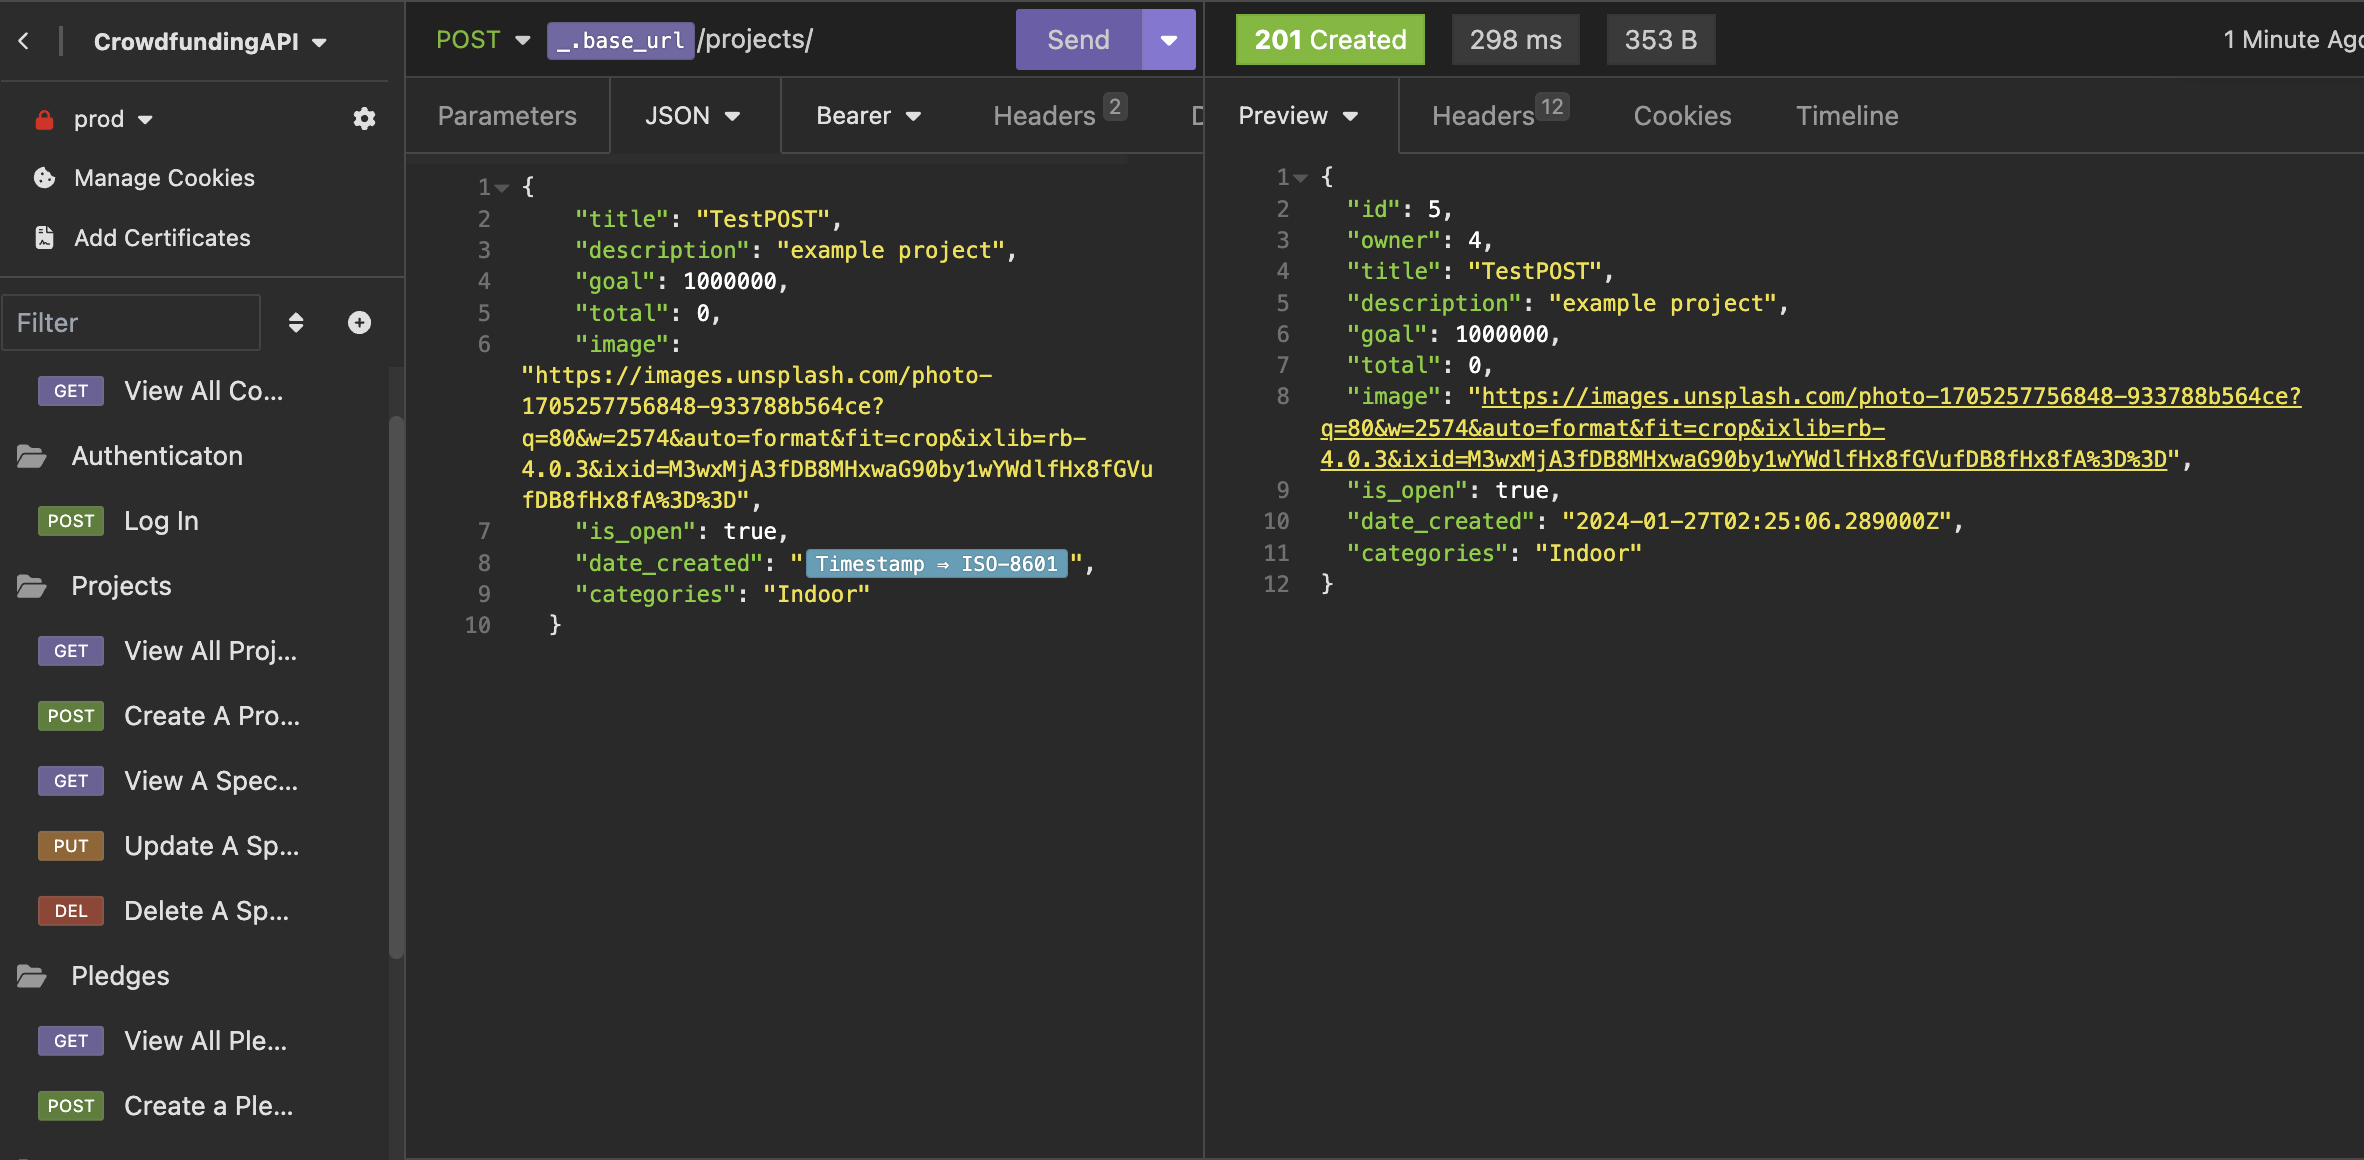 CrowdfundingAPI
prod
Manage Cookies
Add Certificates
Filter
GET View All Co...
Authenticaton
POST Log In
Projects
GET View All Proj...
POST Create A Pro...
GET View A Spec...
PUT Update A Sp...
DEL Delete A Sp...
Pledges
GET View All Ple...
POST Create a Ple...
POST _.base_url /projects/ Send
Parameters JSON Bearer Headers 2
1 {
2 "title": "TestPOST",
3 "description": "example project",
4 "goal": 1000000,
5 "total": 0,
6 "image":
"https://images.unsplash.com/photo-
1705257756848-933788b564ce?
q=80&w=2574&auto=format&fit=crop&ixlib=rb-
4.0.3&ixid=M3wxMjA3fDB8MHxwaG90by1wYWdlfHx8fGVu
fDB8fHx8fA%3D%3D",
7 "is_open": true,
8 "date_created": "Timestamp ⇒ ISO-8601",
9 "categories": "Indoor"
10 }
201 Created 298 ms 353 B 1 Minute Ago
Preview Headers 12 Cookies Timeline
1 {
2 "id": 5,
3 "owner": 4,
4 "title": "TestPOST",
5 "description": "example project",
6 "goal": 1000000,
7 "total": 0,
8 "image": "https://images.unsplash.com/photo-1705257756848-933788b564ce?
q=80&w=2574&auto=format&fit=crop&ixlib=rb-
4.0.3&ixid=M3wxMjA3fDB8MHxwaG90by1wYWdlfHx8fGVufDB8fHx8fA%3D%3D",
9 "is_open": true,
10 "date_created": "2024-01-27T02:25:06.289000Z",
11 "categories": "Indoor"
12 }